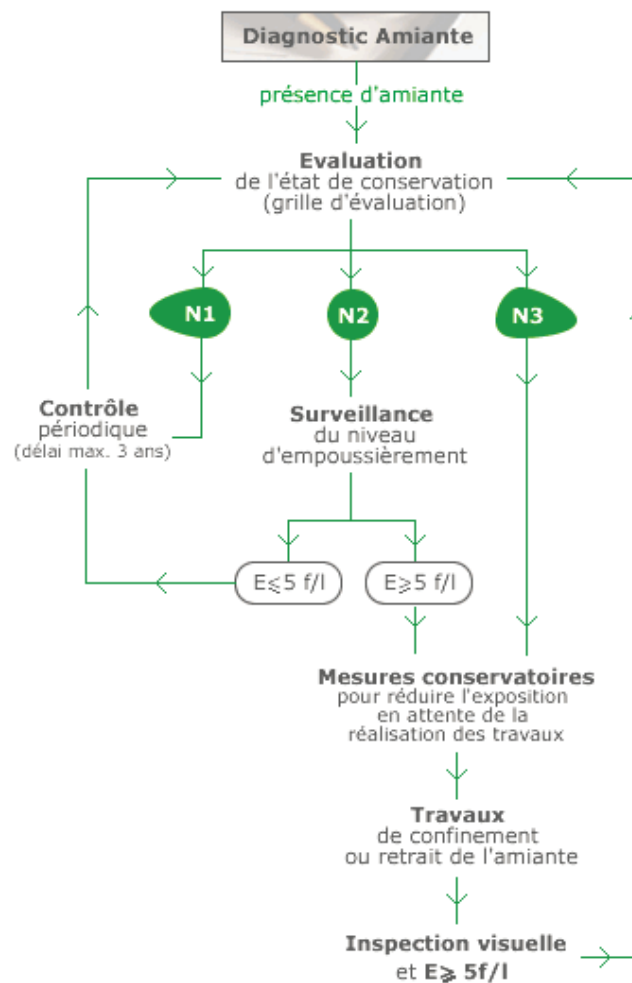 Diagnostic Amiante
présence d'amiante
Evaluation
de l'état de conservation
(grille d'évaluation)
N1
N2
N3
Contrôle
périodique
(délai max. 3 ans)
Surveillance
du niveau
d'empoussièrement
E⩽5 f/l
E⩾5 f/l
Mesures conservatoires
pour réduire l'exposition
en attente de la
réalisation des travaux
Travaux
de confinement
ou retrait de l'amiante
Inspection visuelle
et E⩾ 5f/l